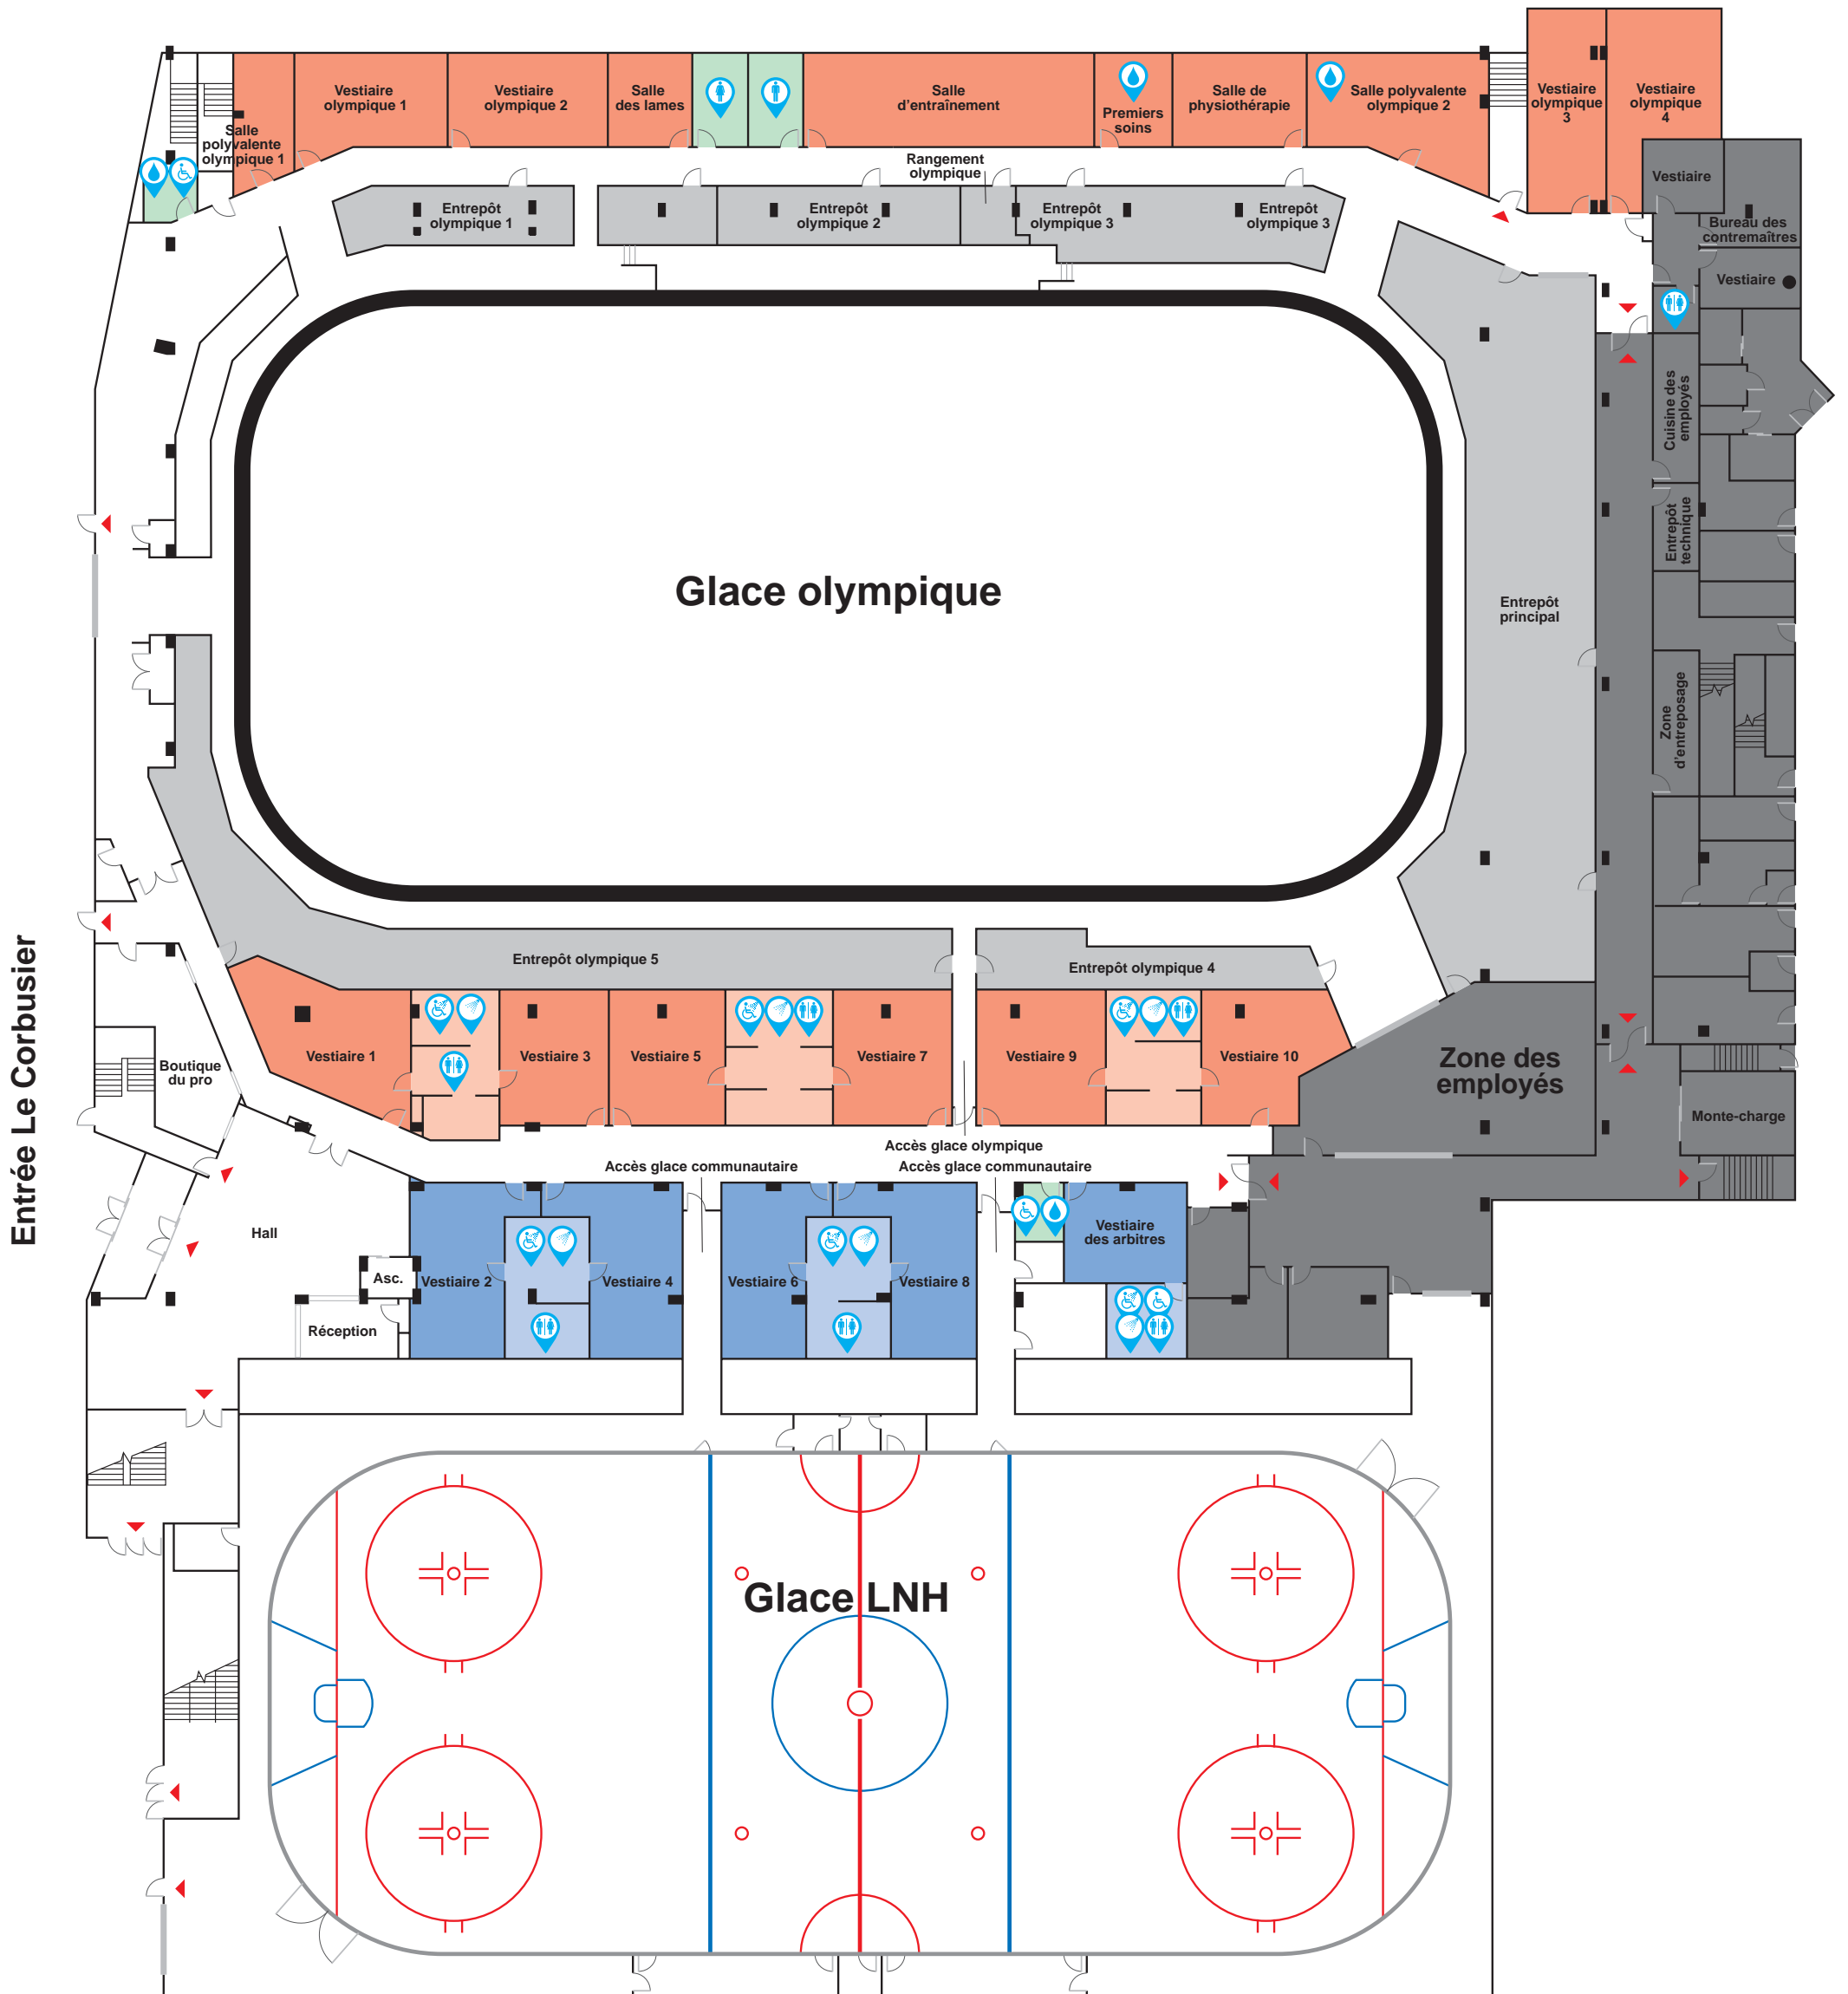 Vestiaire
olympique 1
Vestiaire
olympique 2
Salle
des lames
Salle
d'entraînement
Premiers
soins
Salle de
physiothérapie
Salle polyvalente
olympique 2
Vestiaire
olympique
3
Vestiaire
olympique
4
Salle
polyvalente
olympique 1
Rangement
olympique
Vestiaire
Entrepôt
olympique 1
Entrepôt
olympique 2
Entrepôt
olympique 3
Entrepôt
olympique 3
Bureau des
contremaîtres
Vestiaire
Cuisine des
employés
Entrepôt
technique
Glace olympique
Entrepôt
principal
Zone
d'entreposage
Entrée Le Corbusier
Entrepôt olympique 5
Entrepôt olympique 4
Boutique
du pro
Vestiaire 1
Vestiaire 3
Vestiaire 5
Vestiaire 7
Vestiaire 9
Vestiaire 10
Zone des
employés
Monte-charge
Accès glace olympique
Accès glace communautaire
Accès glace communautaire
Hall
Vestiaire
des arbitres
Asc.
Vestiaire 2
Vestiaire 4
Vestiaire 6
Vestiaire 8
Réception
Glace LNH